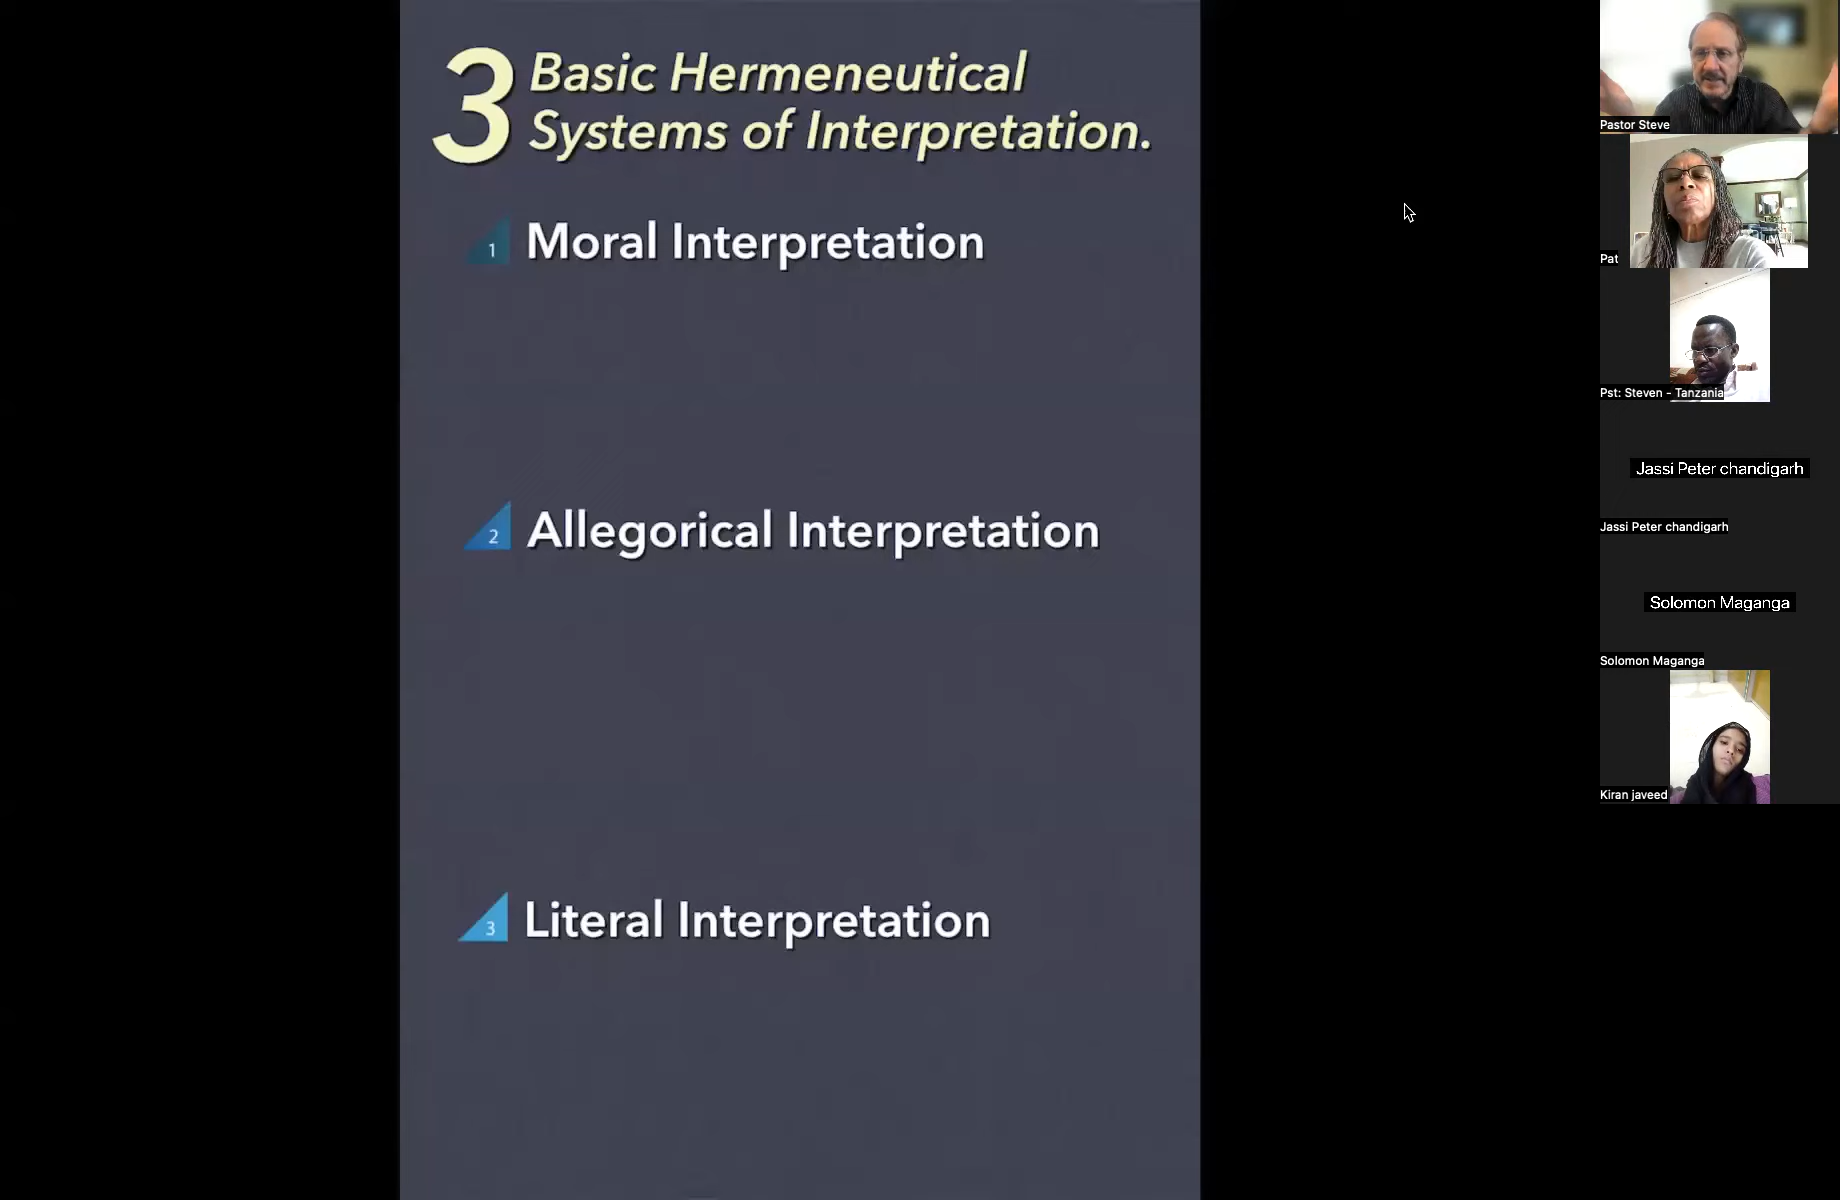 3 Basic Hermeneutical
Systems of Interpretation.
1 Moral Interpretation
2 Allegorical Interpretation
3 Literal Interpretation
Pastor Steve
Pat
Pst: Steven - Tanzania
Jassi Peter chandigarh
Jassi Peter chandigarh
Solomon Maganga
Solomon Maganga
Kiran javeed